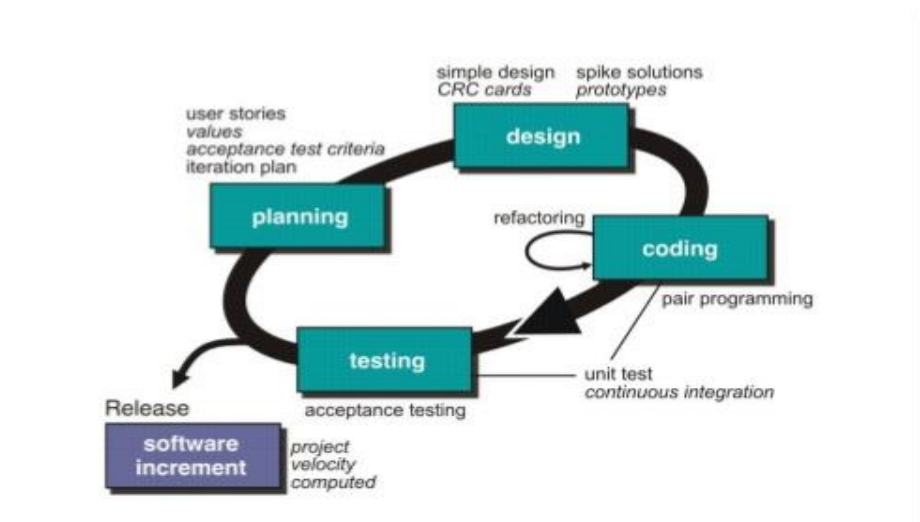 simple design
CRC cards
spike solutions
prototypes
design
user stories
values
acceptance test criteria
iteration plan
planning
refactoring
coding
pair programming
testing
unit test
continuous integration
acceptance testing
Release
software
increment
project
velocity
computed